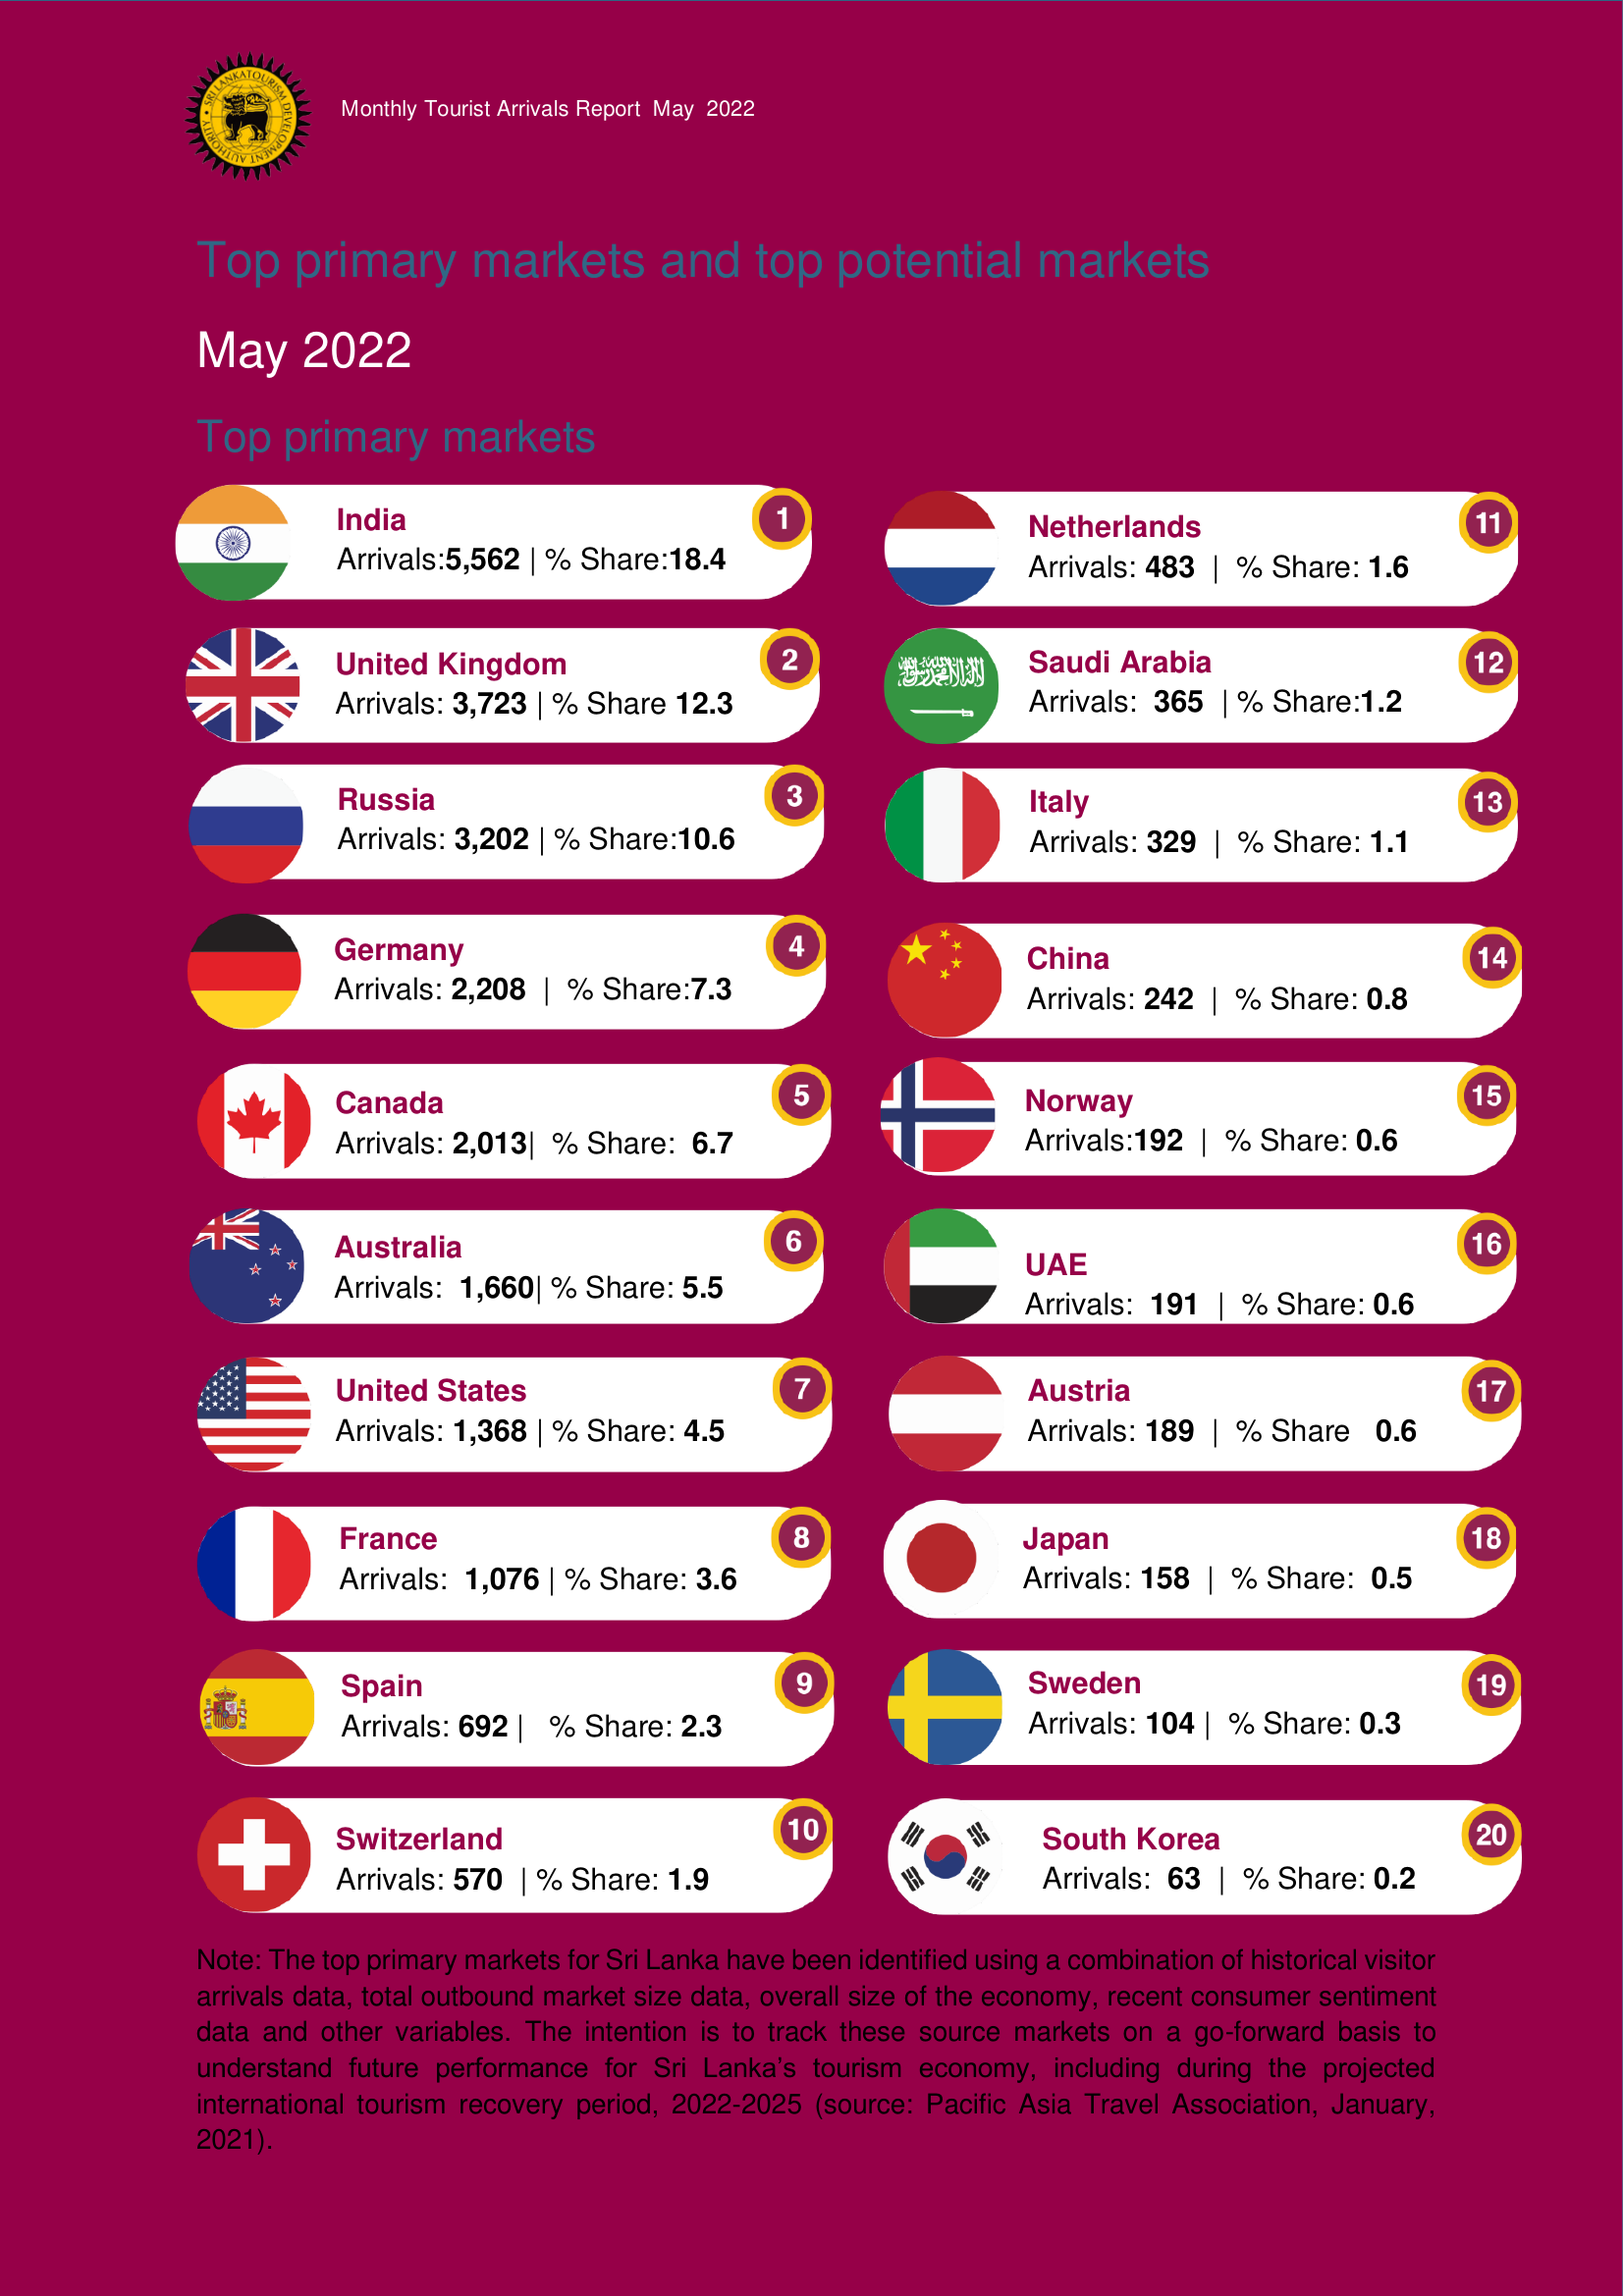 SRI LANKA TOURISM DEVELOPMENT AUTHORITY
Monthly Tourist Arrivals Report  May  2022
Top primary markets and top potential markets
May 2022
Top primary markets
India
1
Arrivals:5,562 | % Share:18.4
United Kingdom
2
Arrivals: 3,723 | % Share 12.3
Russia
3
Arrivals: 3,202 | % Share:10.6
Germany
4
Arrivals: 2,208 | % Share:7.3
Canada
5
Arrivals: 2,013| % Share: 6.7
Australia
6
Arrivals: 1,660| % Share: 5.5
United States
7
Arrivals: 1,368 | % Share: 4.5
France
8
Arrivals: 1,076 | % Share: 3.6
Spain
9
Arrivals: 692 | % Share: 2.3
Switzerland
10
Arrivals: 570 | % Share: 1.9
Netherlands
11
Arrivals: 483 | % Share: 1.6
Saudi Arabia
12
Arrivals: 365 | % Share:1.2
Italy
13
Arrivals: 329 | % Share: 1.1
China
14
Arrivals: 242 | % Share: 0.8
Norway
15
Arrivals:192 | % Share: 0.6
UAE
16
Arrivals: 191 | % Share: 0.6
Austria
17
Arrivals: 189 | % Share 0.6
Japan
18
Arrivals: 158 | % Share: 0.5
Sweden
19
Arrivals: 104 | % Share: 0.3
South Korea
20
Arrivals: 63 | % Share: 0.2
Note: The top primary markets for Sri Lanka have been identified using a combination of historical visitor
arrivals data, total outbound market size data, overall size of the economy, recent consumer sentiment
data and other variables. The intention is to track these source markets on a go-forward basis to
understand future performance for Sri Lanka's tourism economy, including during the projected
international tourism recovery period, 2022-2025 (source: Pacific Asia Travel Association, January,
2021).